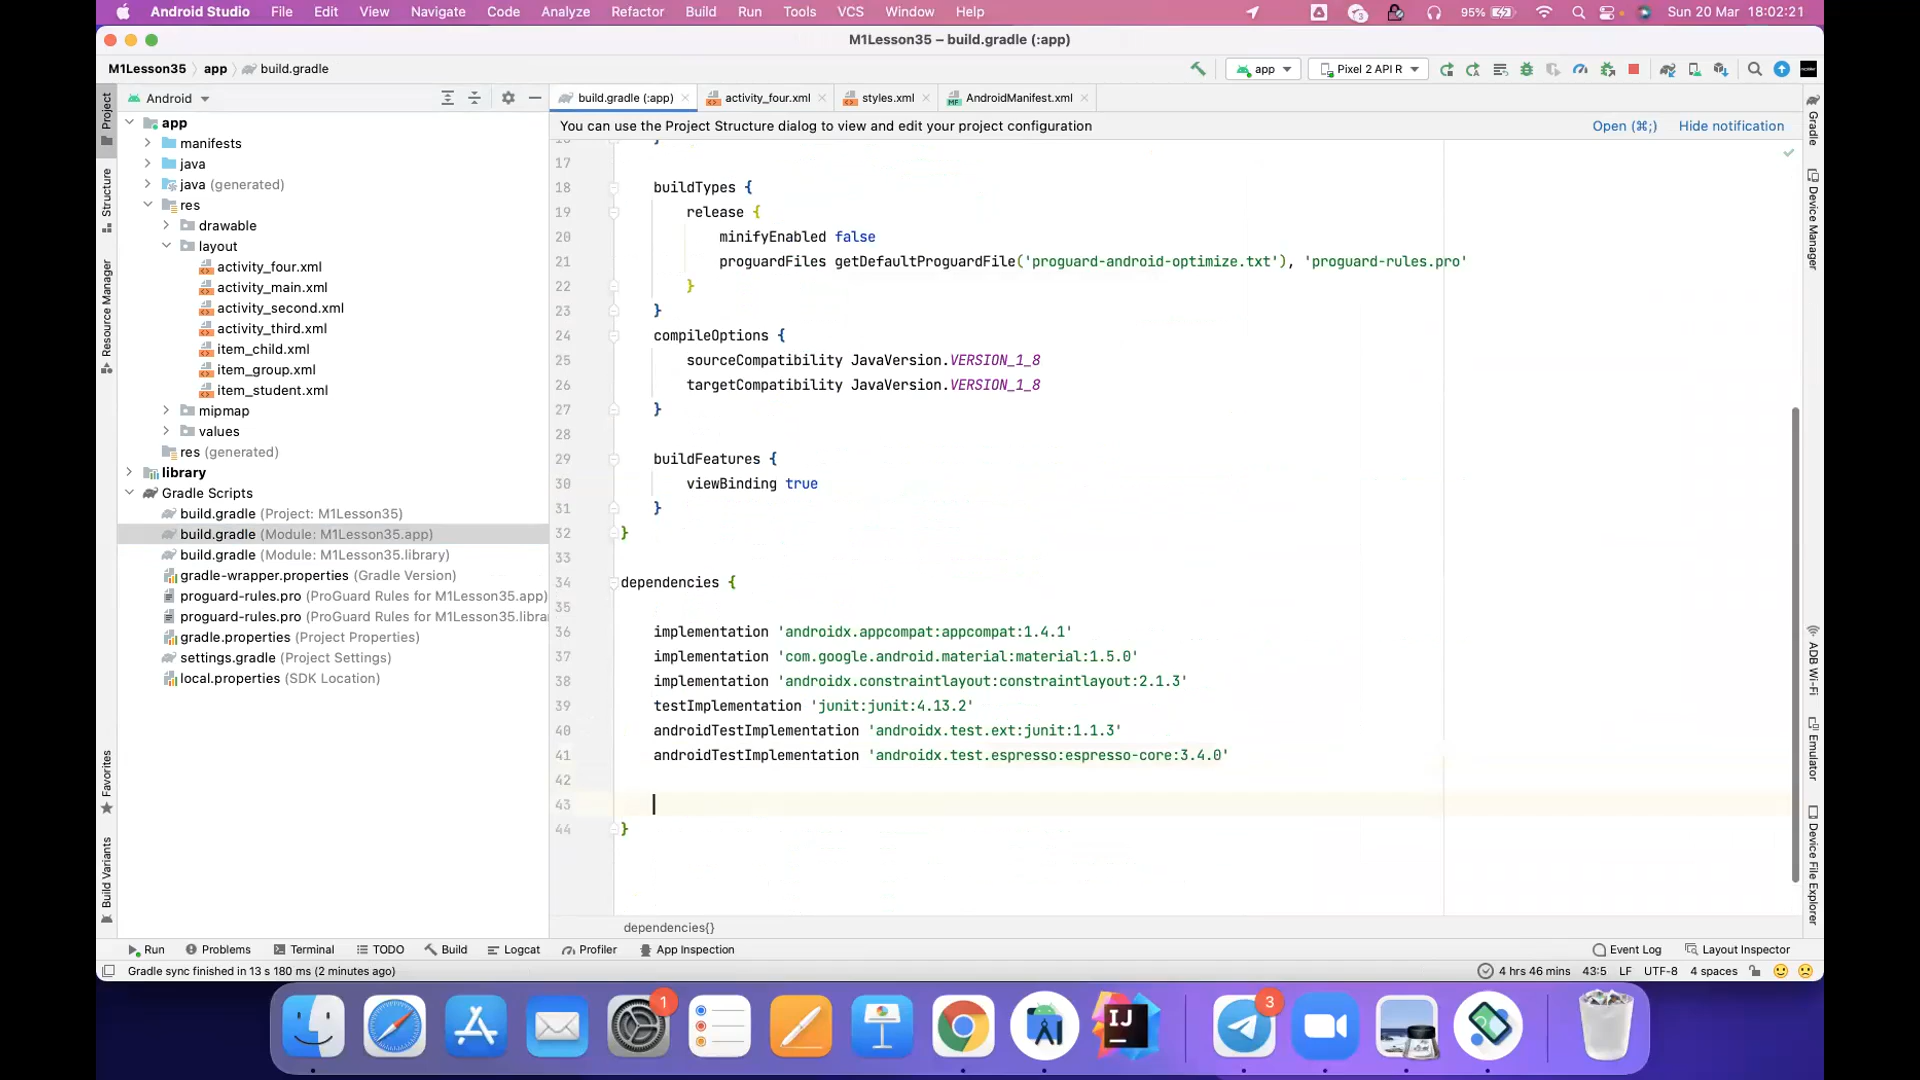 Android Studio File Edit View Navigate Code Analyze Refactor Build Run Tools VCS Window Help 3 95% Sun 20 Mar 18:02:21
M1Lesson35 – build.gradle (:app)
M1Lesson35 app build.gradle app Pixel 2 API R
Project Android build.gradle (:app) activity_four.xml styles.xml AndroidManifest.xml Gradle
You can use the Project Structure dialog to view and edit your project configuration Open (⌘;) Hide notification
app
manifests
java
java (generated)
res
drawable
layout
activity_four.xml
activity_main.xml
activity_second.xml
activity_third.xml
item_child.xml
item_group.xml
item_student.xml
mipmap
values
res (generated)
library
Gradle Scripts
build.gradle (Project: M1Lesson35)
build.gradle (Module: M1Lesson35.app)
build.gradle (Module: M1Lesson35.library)
gradle-wrapper.properties (Gradle Version)
proguard-rules.pro (ProGuard Rules for M1Lesson35.app)
proguard-rules.pro (ProGuard Rules for M1Lesson35.libra
gradle.properties (Project Properties)
settings.gradle (Project Settings)
local.properties (SDK Location)
Structure
Resource Manager
Favorites
Build Variants
17
18 buildTypes {
19 release {
20 minifyEnabled false
21 proguardFiles getDefaultProguardFile('proguard-android-optimize.txt'), 'proguard-rules.pro'
22 }
23 }
24 compileOptions {
25 sourceCompatibility JavaVersion.VERSION_1_8
26 targetCompatibility JavaVersion.VERSION_1_8
27 }
28
29 buildFeatures {
30 viewBinding true
31 }
32 }
33
34 dependencies {
35
36 implementation 'androidx.appcompat:appcompat:1.4.1'
37 implementation 'com.google.android.material:material:1.5.0'
38 implementation 'androidx.constraintlayout:constraintlayout:2.1.3'
39 testImplementation 'junit:junit:4.13.2'
40 androidTestImplementation 'androidx.test.ext:junit:1.1.3'
41 androidTestImplementation 'androidx.test.espresso:espresso-core:3.4.0'
42
43
44 }
dependencies{}
Device Manager
ADB Wi-Fi
Emulator
Device File Explorer
Run Problems Terminal TODO Build Logcat Profiler App Inspection Event Log Layout Inspector
Gradle sync finished in 13 s 180 ms (2 minutes ago) 4 hrs 46 mins 43:5 LF UTF-8 4 spaces
1 IJ 3